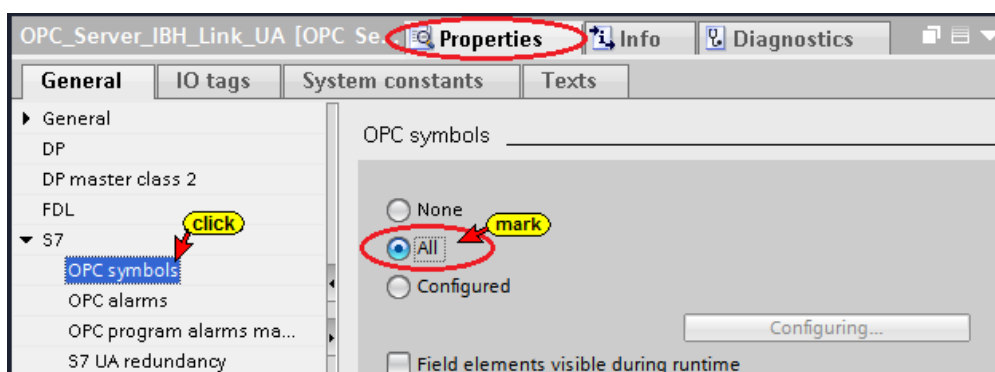 OPC_Server_IBH_Link_UA [OPC Se... Properties Info Diagnostics
General IO tags System constants Texts
General
DP
DP master class 2
FDL
S7
OPC symbols
OPC alarms
OPC program alarms ma...
S7 UA redundancy
click
OPC symbols
None
mark
All
Configured
Configuring...
Field elements visible during runtime